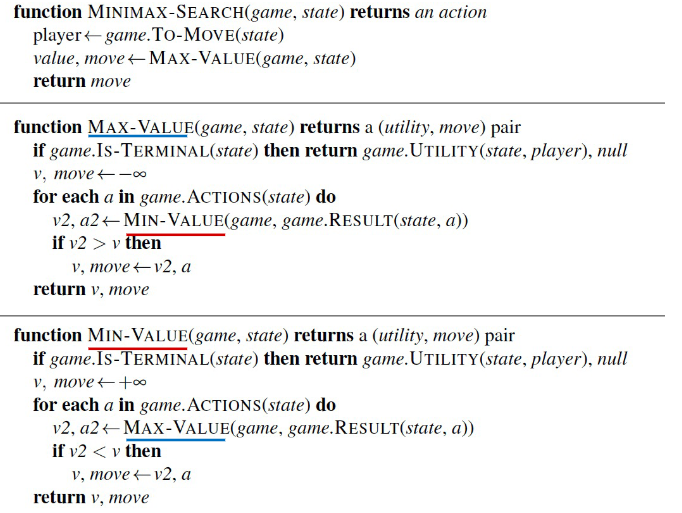 function MINIMAX-SEARCH(game, state) returns an action
player←game.TO-MOVE(state)
value, move←MAX-VALUE(game, state)
return move
function MAX-VALUE(game, state) returns a (utility, move) pair
if game.IS-TERMINAL(state) then return game.UTILITY(state, player), null
v, move←−∞
for each a in game.ACTIONS(state) do
v2, a2←MIN-VALUE(game, game.RESULT(state, a))
if v2 > v then
v, move←v2, a
return v, move
function MIN-VALUE(game, state) returns a (utility, move) pair
if game.IS-TERMINAL(state) then return game.UTILITY(state, player), null
v, move←+∞
for each a in game.ACTIONS(state) do
v2, a2←MAX-VALUE(game, game.RESULT(state, a))
if v2 < v then
v, move←v2, a
return v, move